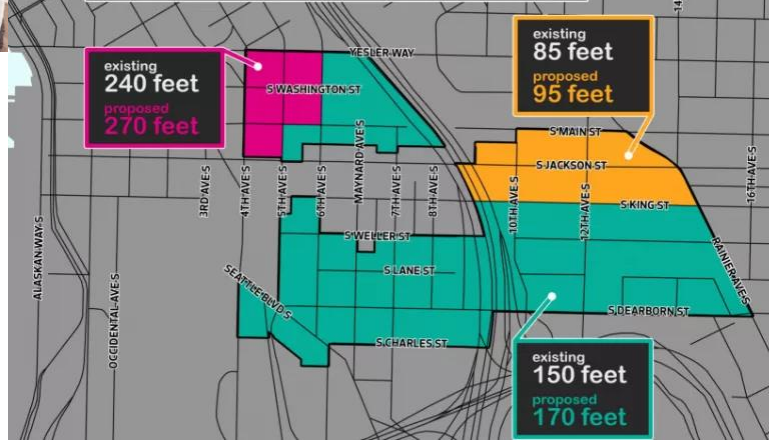 14
existing
85 feet
proposed
95 feet
existing
240 feet
proposed
270 feet
YESLER WAY
S WASHINGTON ST
S MAIN ST
S JACKSON ST
S KING ST
3RD AVE S
4TH AVE S
5TH AVE S
6TH AVE S
MAYNARD AVE S
7TH AVE S
8TH AVE S
10TH AVE S
12TH AVE S
16TH AVE S
ALASKAN WAY S
OCCIDENTAL AVE S
S WELLER ST
SEATTLE BLVD S
S LANE ST
RAINIER AVE S
S DEARBORN ST
S CHARLES ST
existing
150 feet
proposed
170 feet